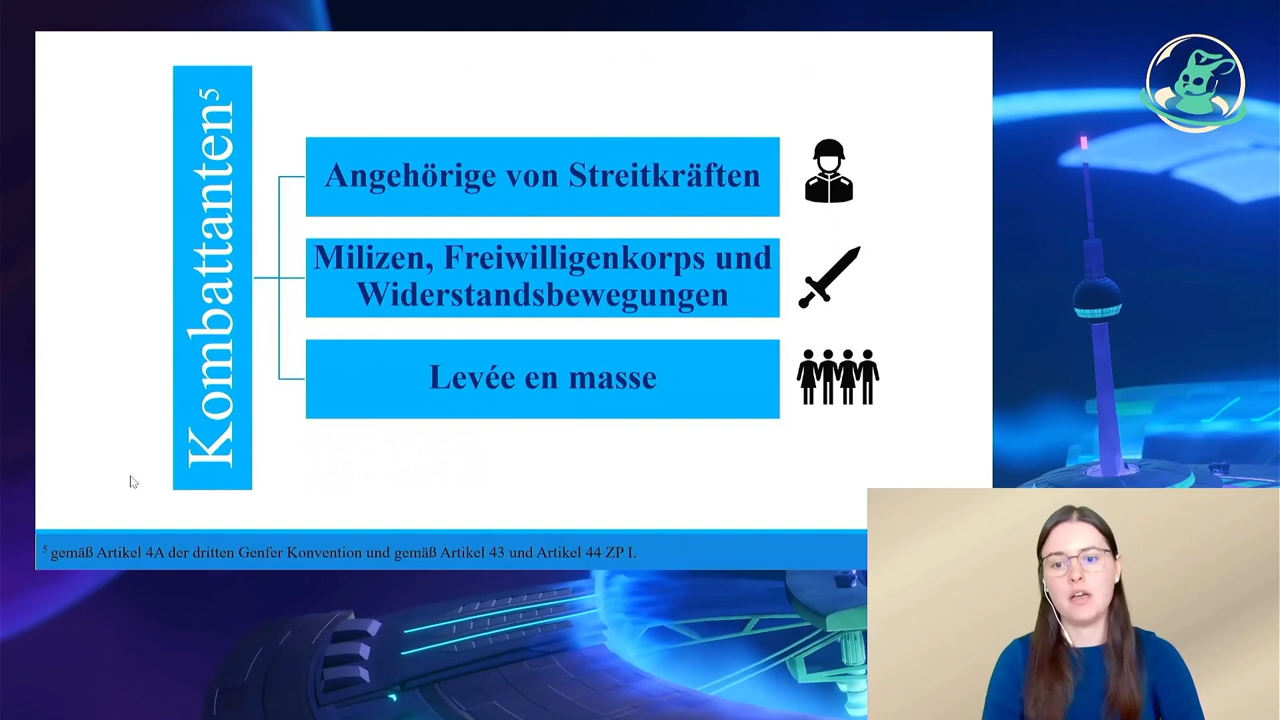 Kombattanten⁵
Angehörige von Streitkräften
Milizen, Freiwilligenkorps und
Widerstandsbewegungen
Levée en masse
⁵ gemäß Artikel 4A der dritten Genfer Konvention und gemäß Artikel 43 und Artikel 44 ZP I.